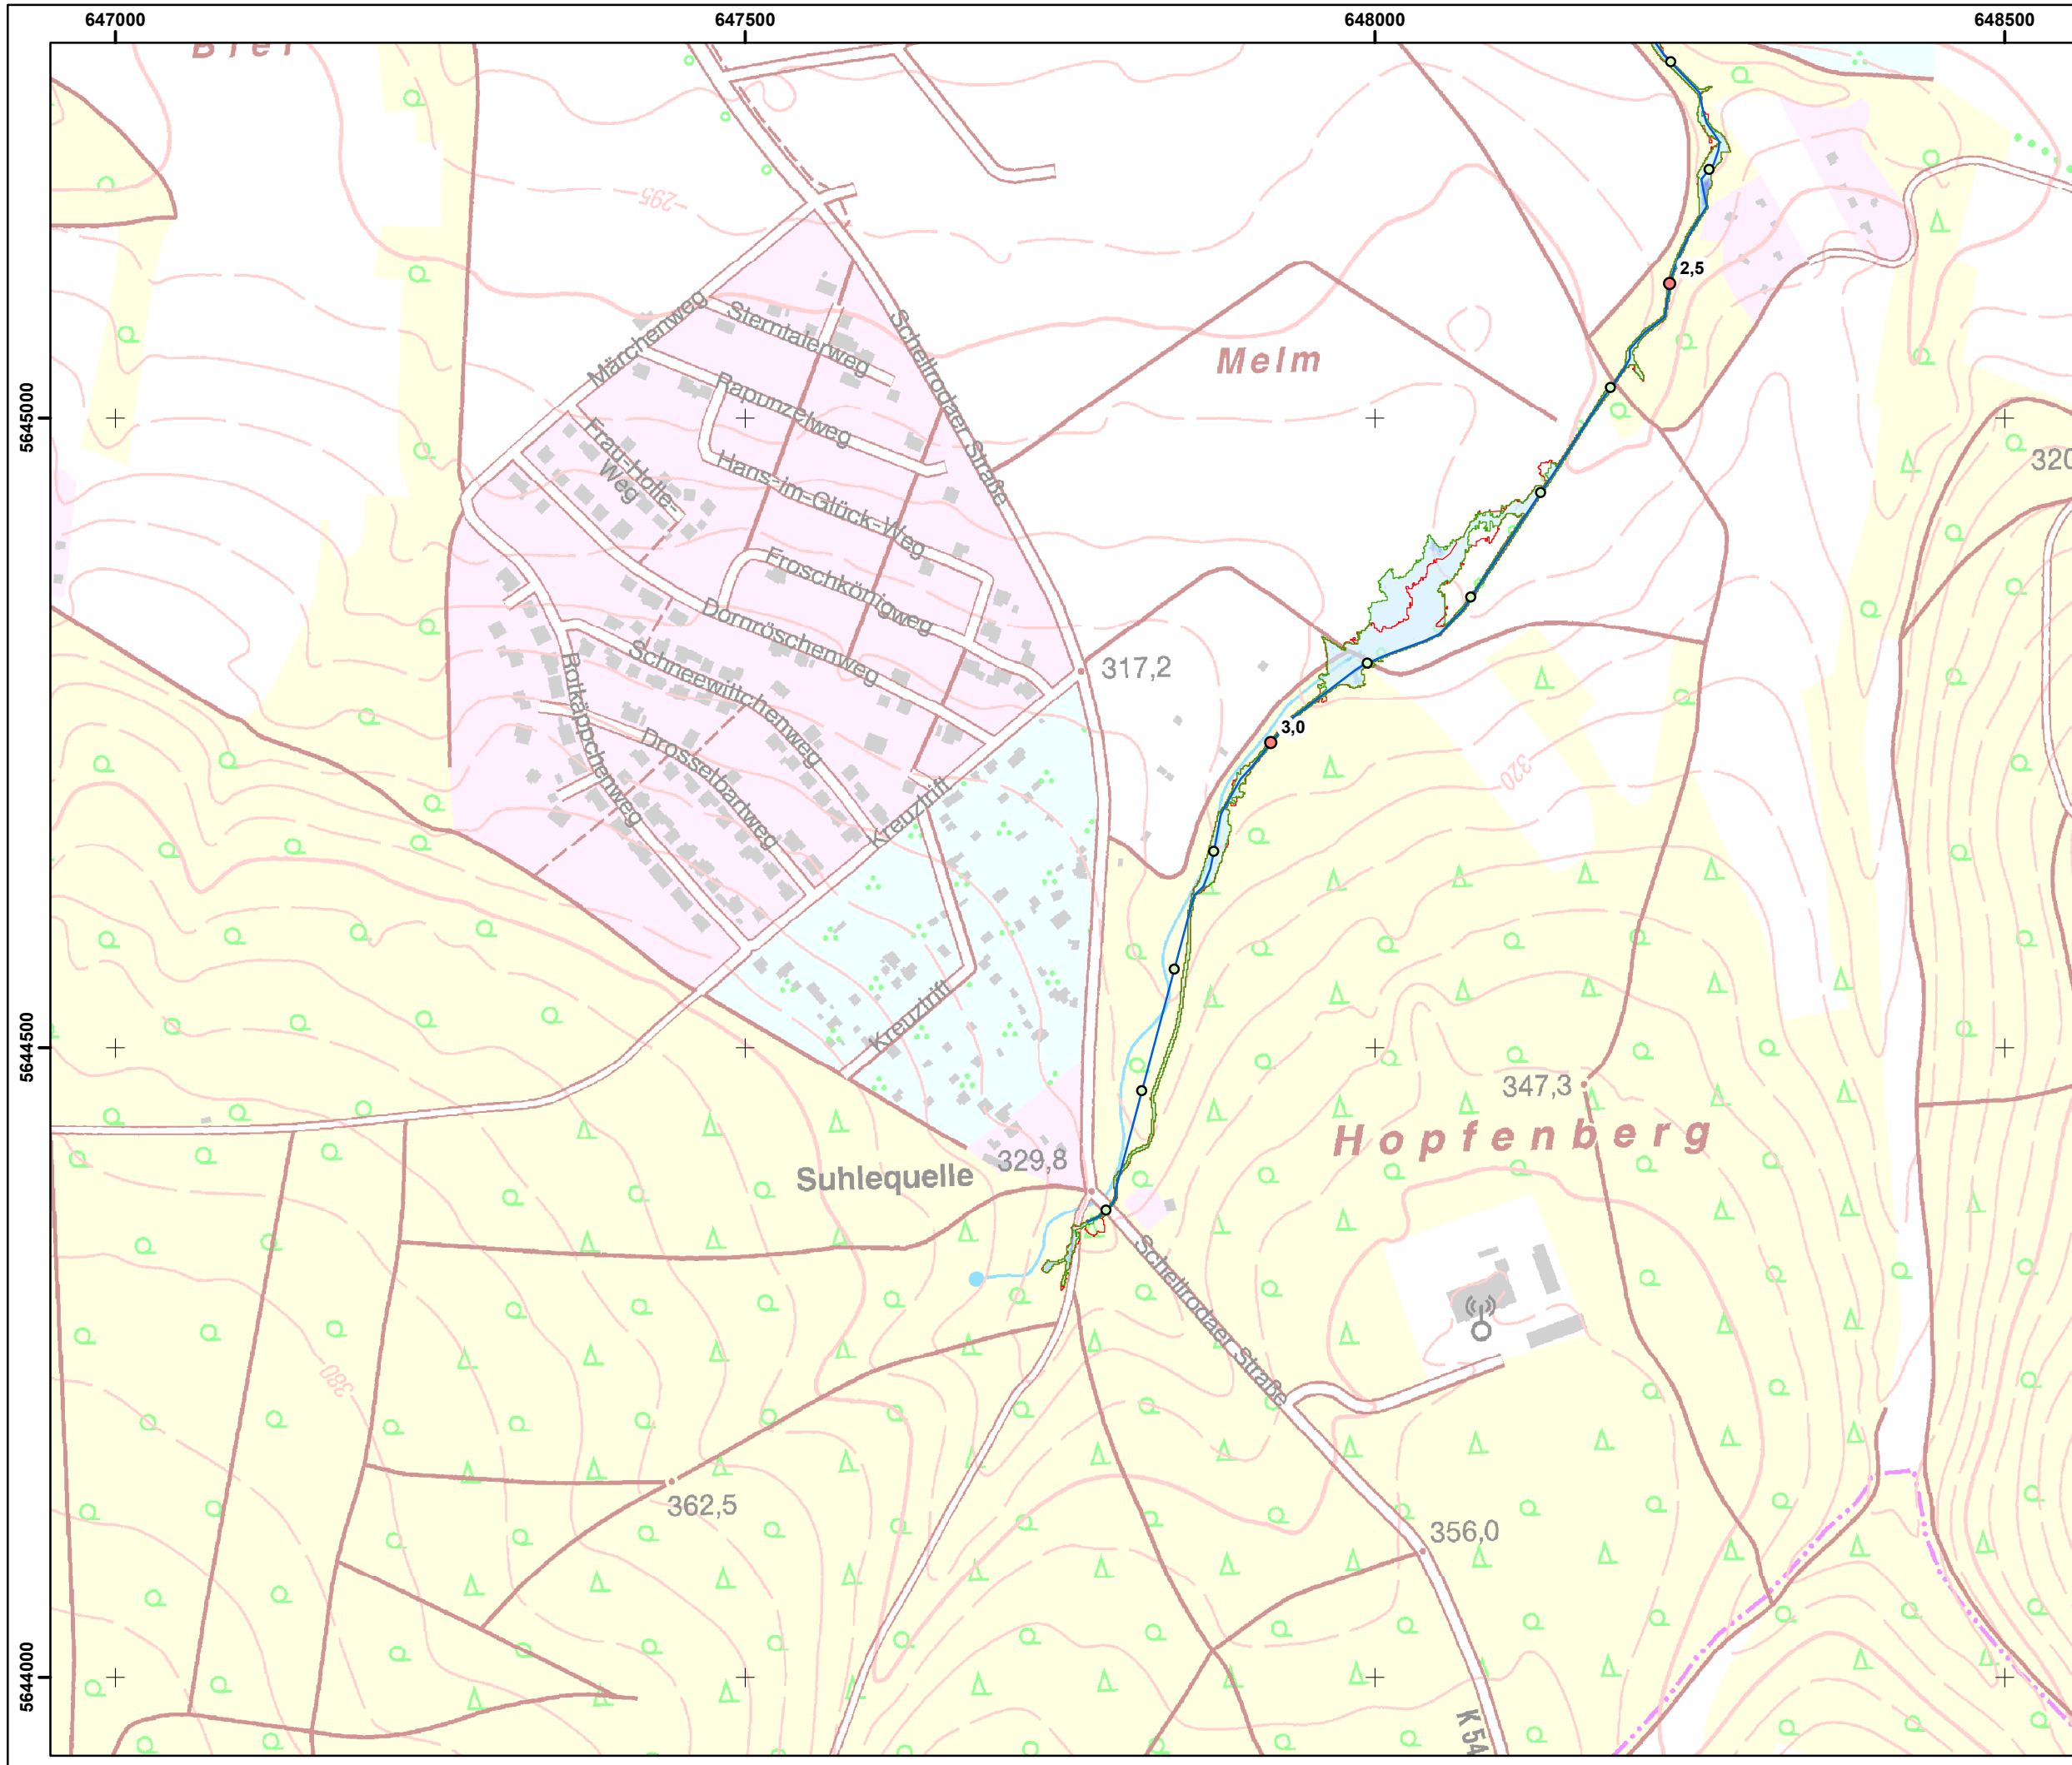 647000
647500
648000
648500
295
2,5
Märchenweg
Sterntalerweg
Schellrodaer Straße
Melm
5645000
Rapunzelweg
Frau-Holle-
Weg
Hans-im-Glück-Weg
320
Froschkönigweg
Dornröschenweg
Schneewittchenweg
317,2
Rotkäppchenweg
Drosselbartweg
3,0
Kreuztrift
320
5644500
Kreuztrift
347,3
Hopfenberg
329,8
Suhlequelle
Schellrodaer Straße
380
362,5
356,0
5644000
K 54